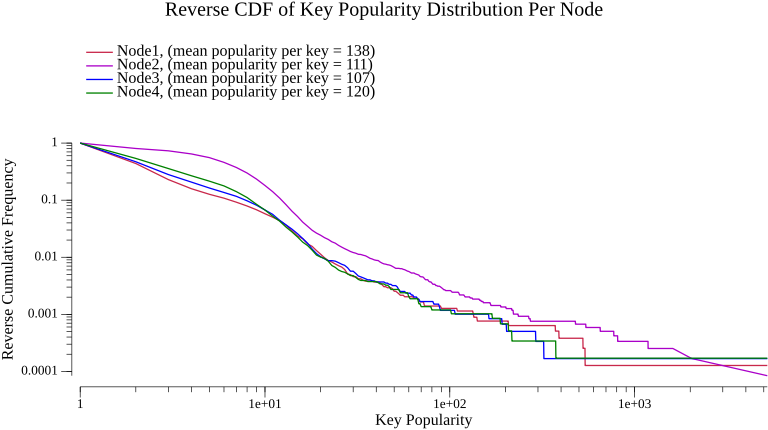 Reverse CDF of Key Popularity Distribution Per Node
Node1, (mean popularity per key = 138)
Node2, (mean popularity per key = 111)
Node3, (mean popularity per key = 107)
Node4, (mean popularity per key = 120)
Reverse Cumulative Frequency
1
0.1
0.01
0.001
0.0001
1 1e+01 1e+02 1e+03
Key Popularity